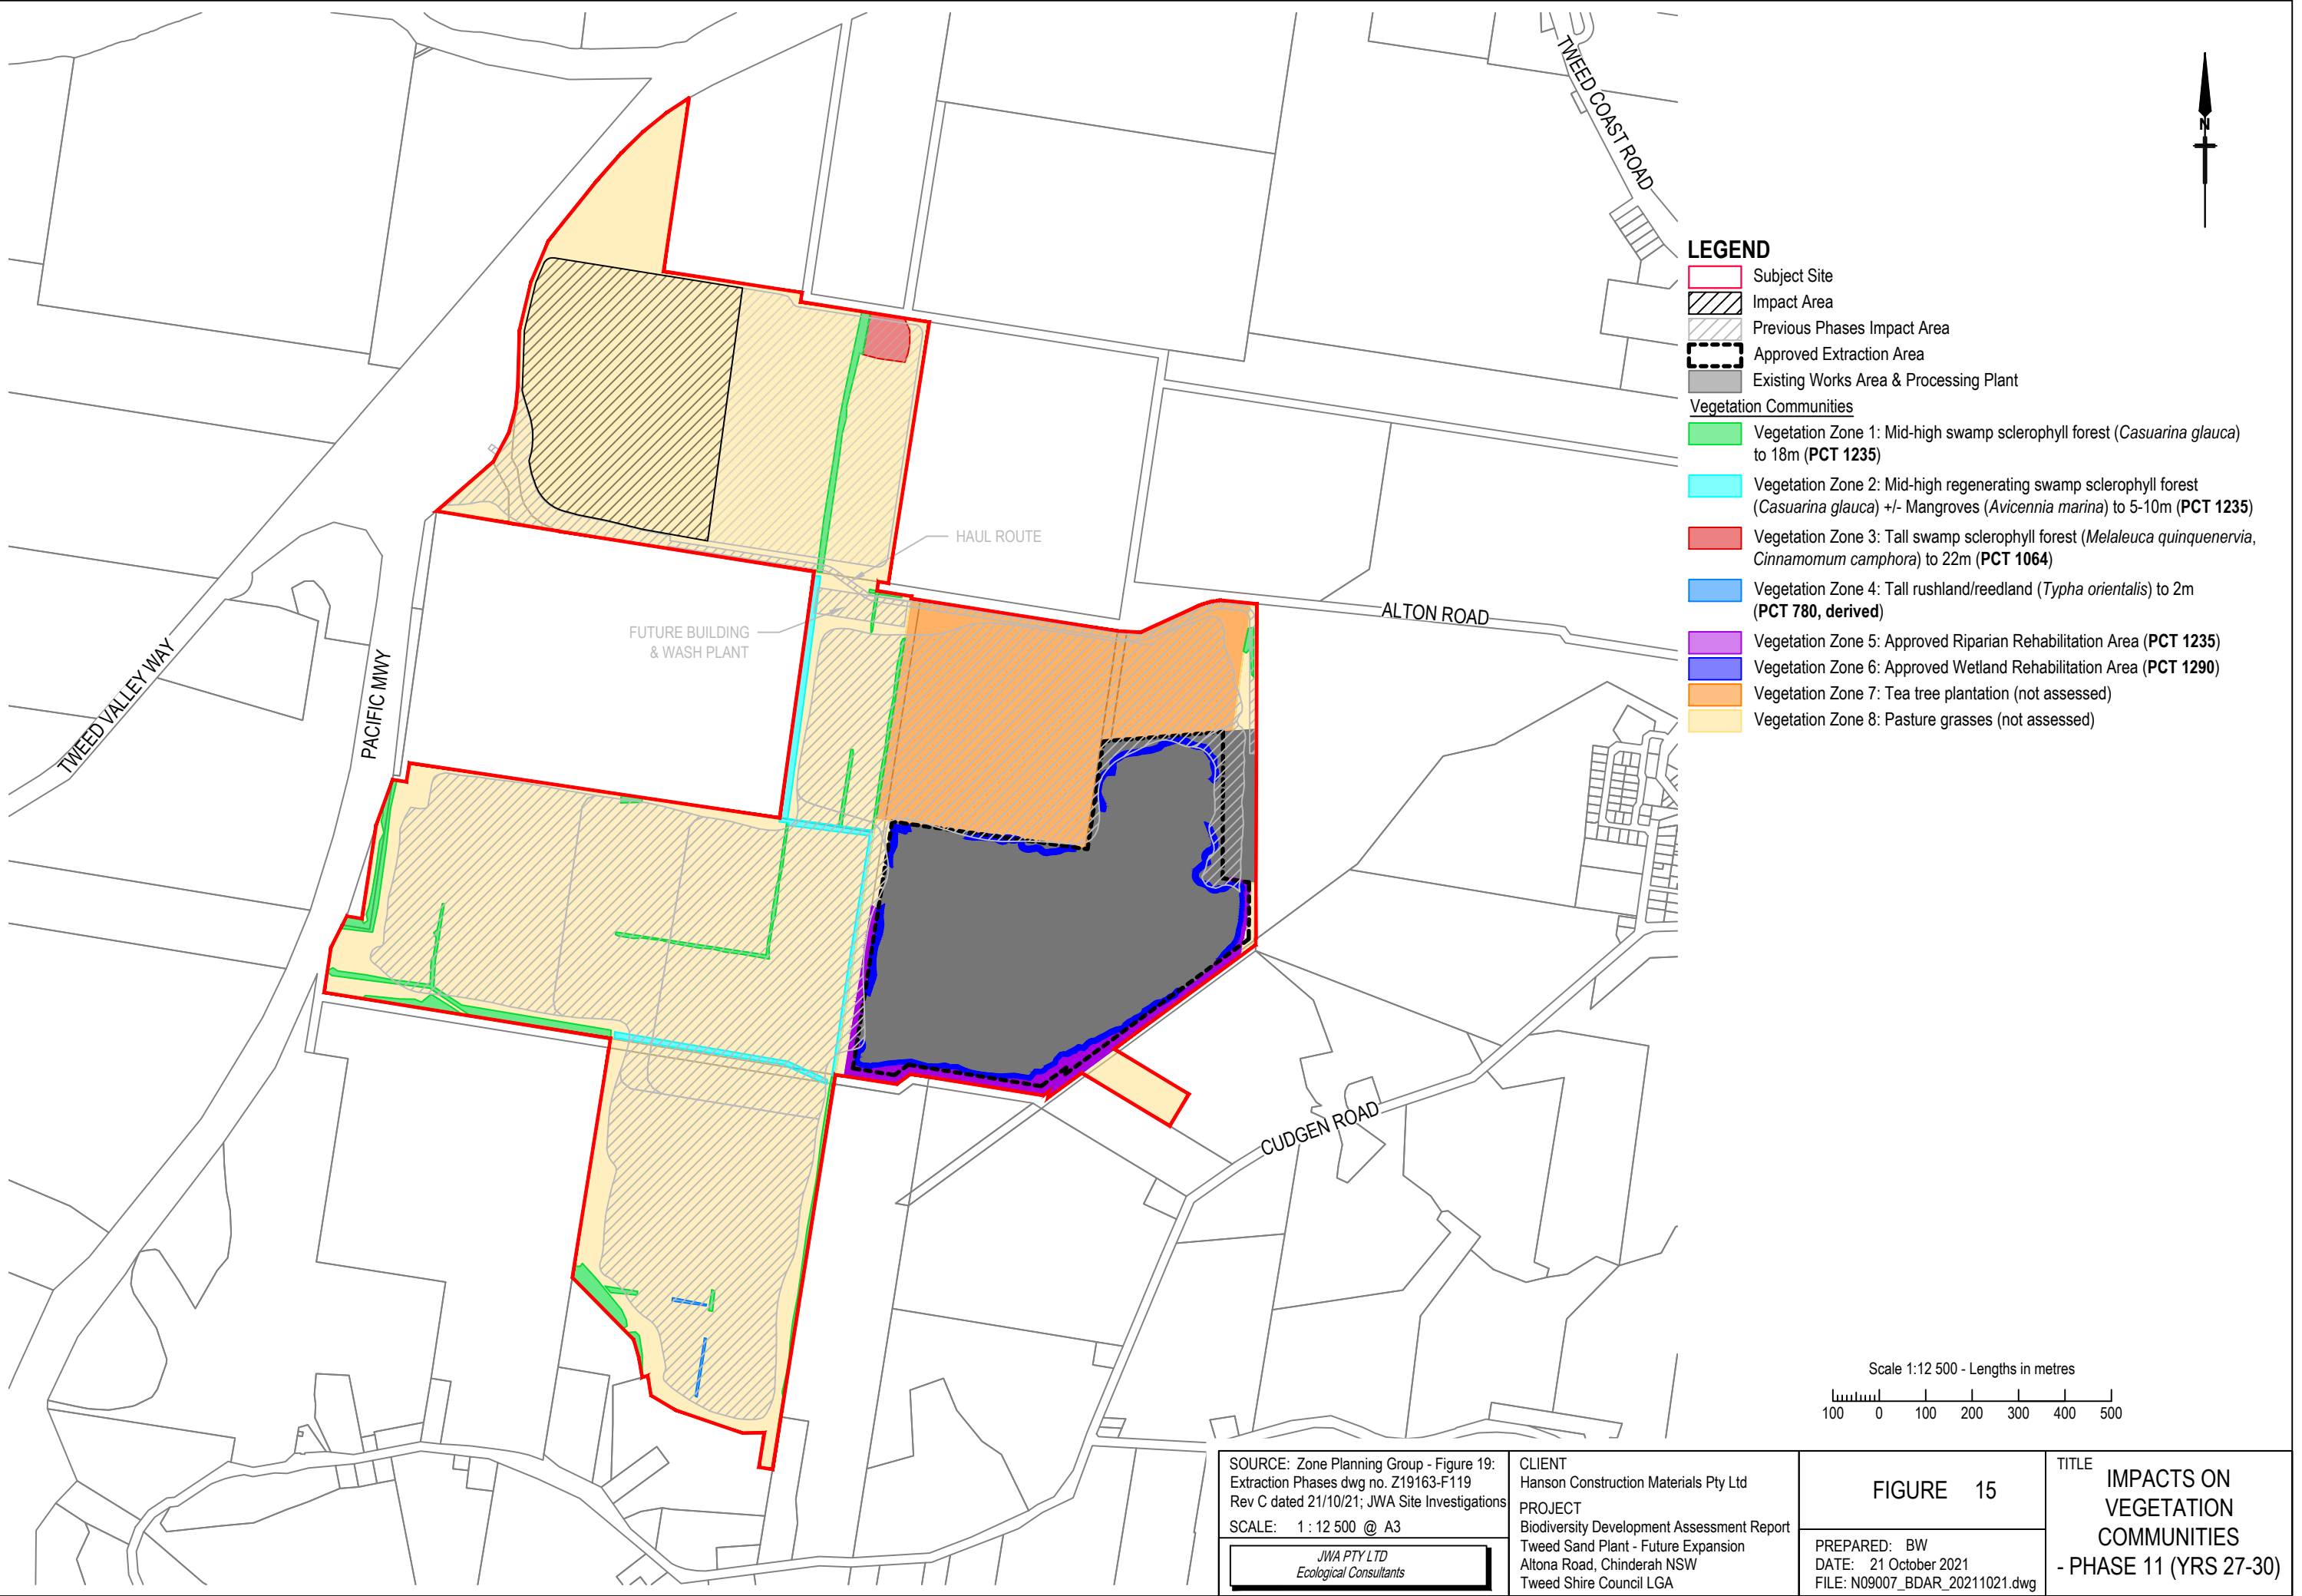 TWEED COAST ROAD
N
LEGEND
Subject Site
Impact Area
Previous Phases Impact Area
Approved Extraction Area
Existing Works Area & Processing Plant
Vegetation Communities
Vegetation Zone 1: Mid-high swamp sclerophyll forest (Casuarina glauca)
to 18m (PCT 1235)
Vegetation Zone 2: Mid-high regenerating swamp sclerophyll forest
(Casuarina glauca) +/- Mangroves (Avicennia marina) to 5-10m (PCT 1235)
Vegetation Zone 3: Tall swamp sclerophyll forest (Melaleuca quinquenervia,
Cinnamomum camphora) to 22m (PCT 1064)
Vegetation Zone 4: Tall rushland/reedland (Typha orientalis) to 2m
(PCT 780, derived)
Vegetation Zone 5: Approved Riparian Rehabilitation Area (PCT 1235)
Vegetation Zone 6: Approved Wetland Rehabilitation Area (PCT 1290)
Vegetation Zone 7: Tea tree plantation (not assessed)
Vegetation Zone 8: Pasture grasses (not assessed)
HAUL ROUTE
FUTURE BUILDING
& WASH PLANT
ALTON ROAD
TWEED VALLEY WAY
PACIFIC MWY
CUDGEN ROAD
Scale 1:12 500 - Lengths in metres
100 0 100 200 300 400 500
SOURCE: Zone Planning Group - Figure 19:
Extraction Phases dwg no. Z19163-F119
Rev C dated 21/10/21; JWA Site Investigations
SCALE: 1 : 12 500 @ A3
JWA PTY LTD
Ecological Consultants
CLIENT
Hanson Construction Materials Pty Ltd
PROJECT
Biodiversity Development Assessment Report
Tweed Sand Plant - Future Expansion
Altona Road, Chinderah NSW
Tweed Shire Council LGA
FIGURE 15
PREPARED: BW
DATE: 21 October 2021
FILE: N09007_BDAR_20211021.dwg
TITLE
IMPACTS ON
VEGETATION
COMMUNITIES
- PHASE 11 (YRS 27-30)